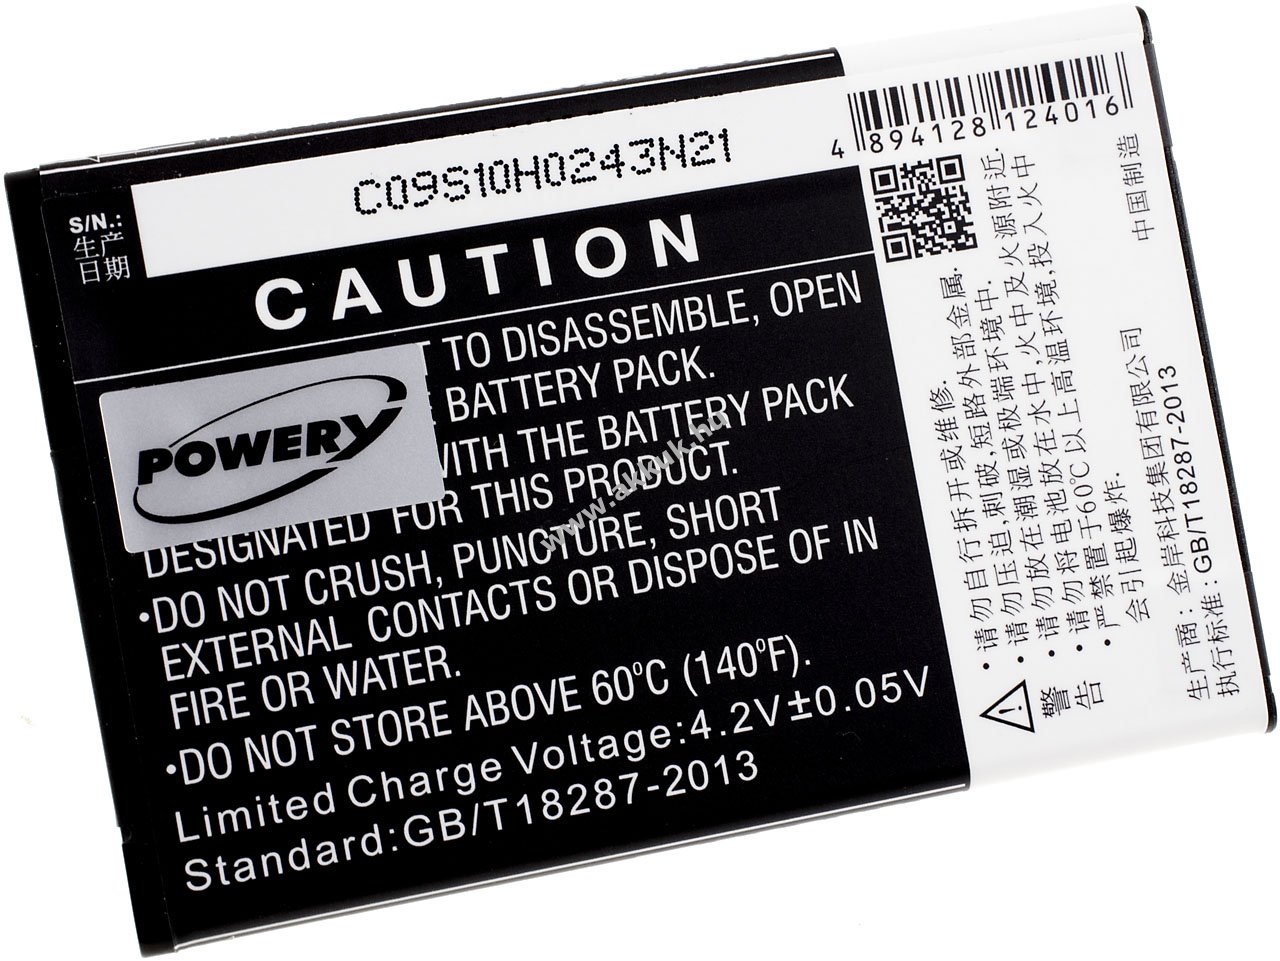 S/N.:
生产
日期
C09S10H0243N21
CAUTION
TO DISASSEMBLE, OPEN
BATTERY PACK.
WITH THE BATTERY PACK
DESIGNATED FOR THIS PRODUCT.
•DO NOT CRUSH, PUNCTURE, SHORT
EXTERNAL CONTACTS OR DISPOSE OF IN
FIRE OR WATER.
•DO NOT STORE ABOVE 60°C (140°F).
Limited Charge Voltage:4.2V±0.05V
Standard:GB/T18287-2013
POWERY
www.akkuk.hu
4 894128 124016
警
告
•请勿自行拆开或维修.
•请勿压迫,刺破,短路外部金属.
•请勿放在潮湿或极端环境中.
•请勿将电池放在水中,火中及火源附近.
•严禁置于60℃以上高温环境,投入火中
会引起爆炸.
生产商:金岸科技集团有限公司
执行标准:GB/T18287-2013
中国制造